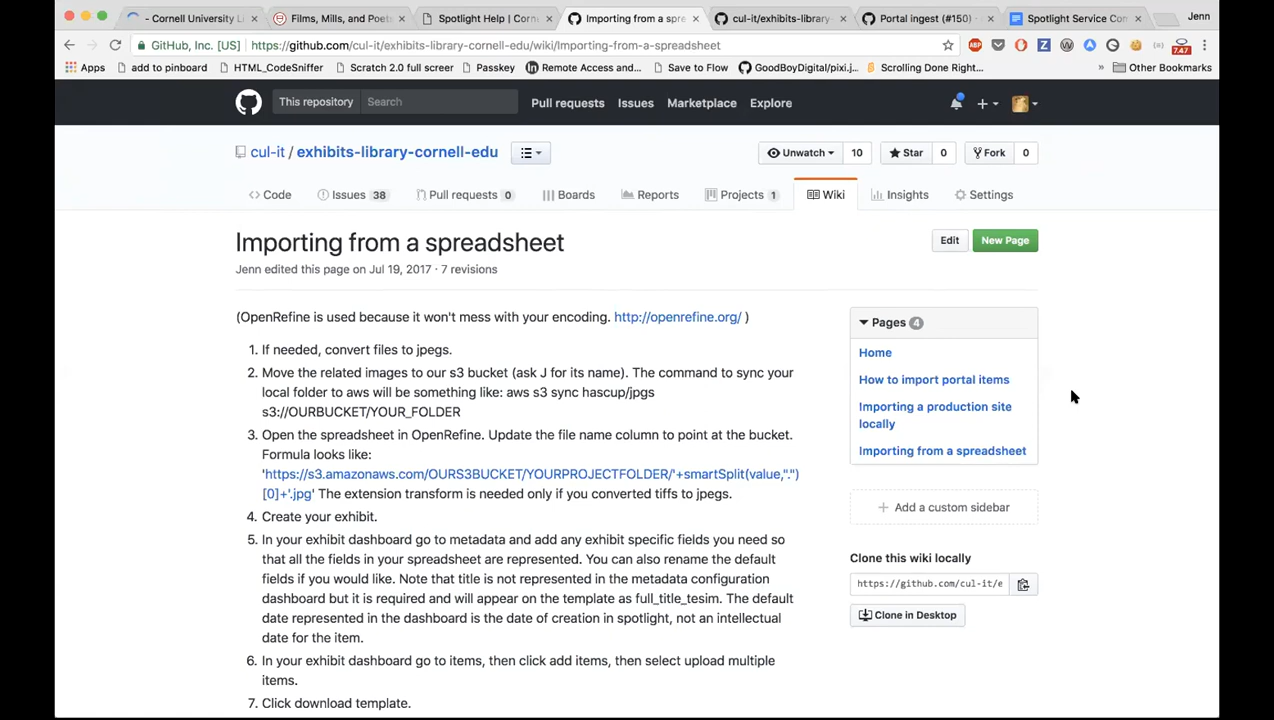 - Cornell University Li
Films, Mills, and Poet
Spotlight Help | Corn
Importing from a spre
cul-it/exhibits-library-
Portal ingest (#150) ·
Spotlight Service Com
Jenn
GitHub, Inc. [US]
https://github.com/cul-it/exhibits-library-cornell-edu/wiki/Importing-from-a-spreadsheet
7.47
Apps
add to pinboard
HTML_CodeSniffer
Scratch 2.0 full screer
Passkey
Remote Access and...
Save to Flow
GoodBoyDigital/pixi.j...
Scrolling Done Right...
»
Other Bookmarks
This repository
Search
Pull requests
Issues
Marketplace
Explore
cul-it / exhibits-library-cornell-edu
Unwatch
10
Star
0
Fork
0
Code
Issues 38
Pull requests 0
Boards
Reports
Projects 1
Wiki
Insights
Settings
Importing from a spreadsheet
Edit
New Page
Jenn edited this page on Jul 19, 2017 · 7 revisions
(OpenRefine is used because it won't mess with your encoding. http://openrefine.org/ )
1. If needed, convert files to jpegs.
2. Move the related images to our s3 bucket (ask J for its name). The command to sync your
local folder to aws will be something like: aws s3 sync hascup/jpgs
s3://OURBUCKET/YOUR_FOLDER
3. Open the spreadsheet in OpenRefine. Update the file name column to point at the bucket.
Formula looks like:
'https://s3.amazonaws.com/OURS3BUCKET/YOURPROJECTFOLDER/'+smartSplit(value,".")
[0]+'.jpg' The extension transform is needed only if you converted tiffs to jpegs.
4. Create your exhibit.
5. In your exhibit dashboard go to metadata and add any exhibit specific fields you need so
that all the fields in your spreadsheet are represented. You can also rename the default
fields if you would like. Note that title is not represented in the metadata configuration
dashboard but it is required and will appear on the template as full_title_tesim. The default
date represented in the dashboard is the date of creation in spotlight, not an intellectual
date for the item.
6. In your exhibit dashboard go to items, then click add items, then select upload multiple
items.
7. Click download template.
Pages 4
Home
How to import portal items
Importing a production site
locally
Importing from a spreadsheet
+ Add a custom sidebar
Clone this wiki locally
https://github.com/cul-it/e
Clone in Desktop